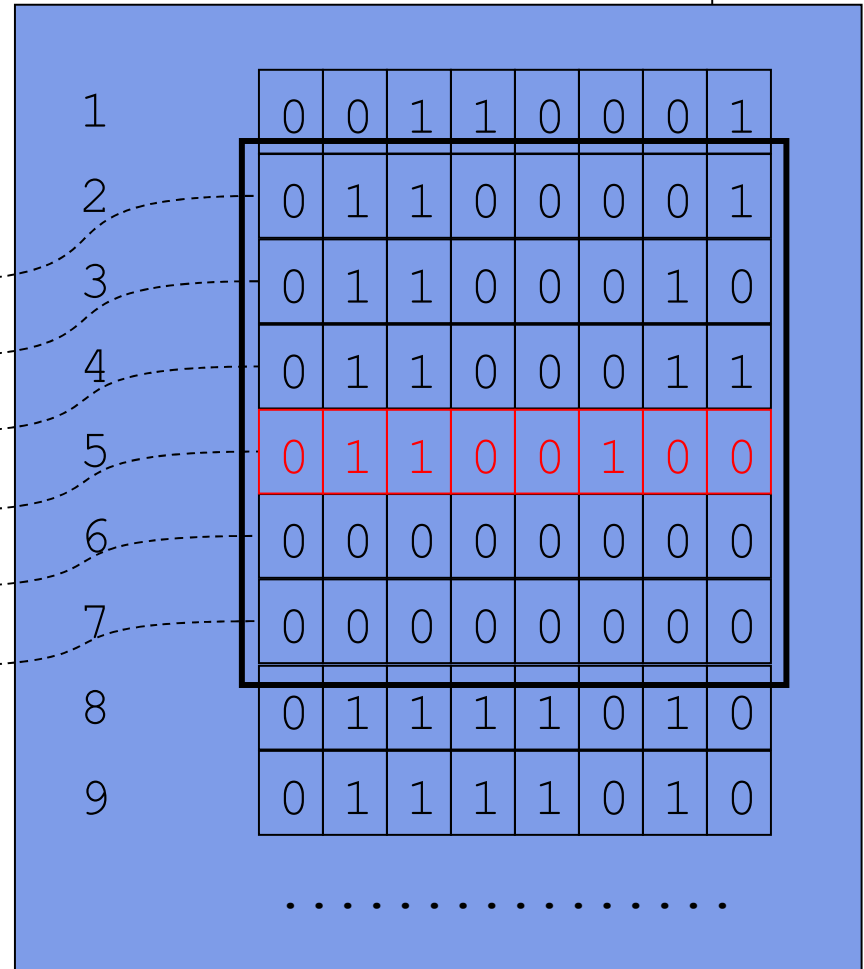 1 0 0 1 1 0 0 0 1
2 0 1 1 0 0 0 0 1
3 0 1 1 0 0 0 1 0
4 0 1 1 0 0 0 1 1
5 0 1 1 0 0 1 0 0
6 0 0 0 0 0 0 0 0
7 0 0 0 0 0 0 0 0
8 0 1 1 1 1 0 1 0
9 0 1 1 1 1 0 1 0
................